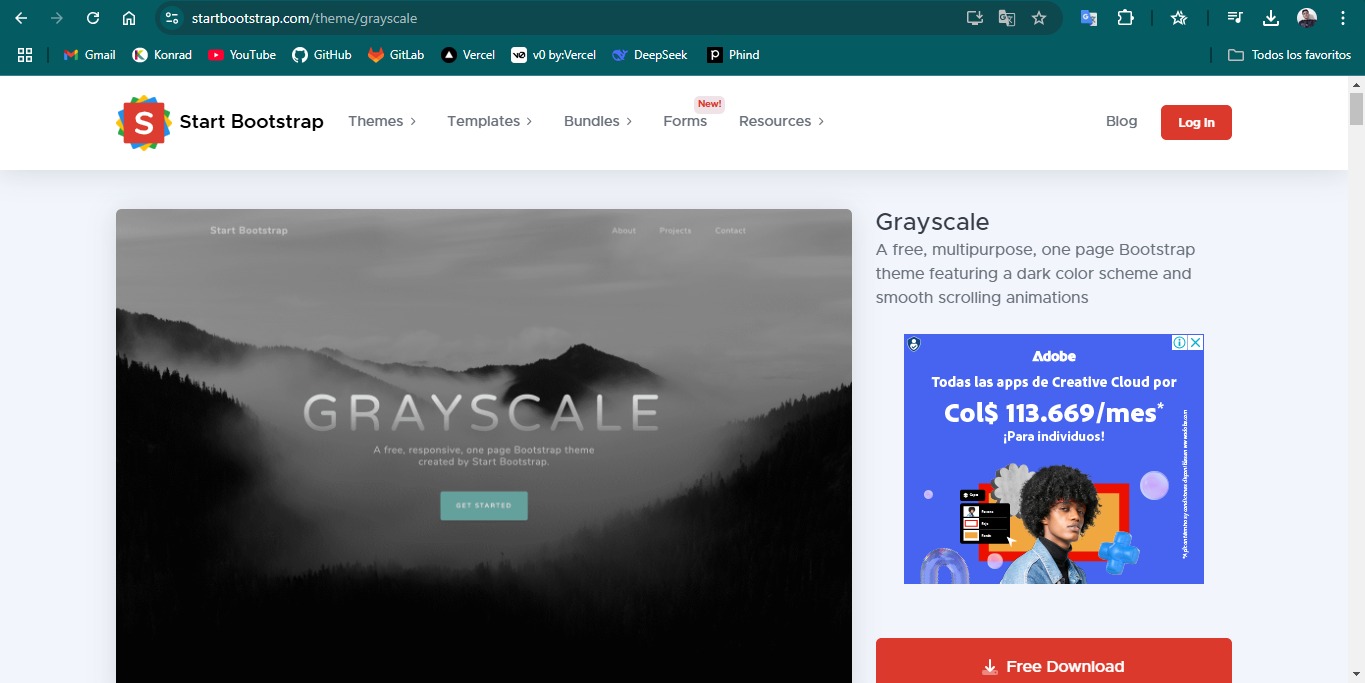 startbootstrap.com/theme/grayscale
Gmail
Konrad
YouTube
GitHub
GitLab
Vercel
v0 by:Vercel
DeepSeek
Phind
Todos los favoritos
S
Start Bootstrap
Themes
Templates
Bundles
New!
Forms
Resources
Blog
Log In
Start Bootstrap
About
Projects
Contact
GRAYSCALE
A free, responsive, one page Bootstrap theme
created by Start Bootstrap.
GET STARTED
Grayscale
A free, multipurpose, one page Bootstrap
theme featuring a dark color scheme and
smooth scrolling animations
Adobe
Todas las apps de Creative Cloud por
Col$ 113.669/mes*
¡Para individuos!
Free Download